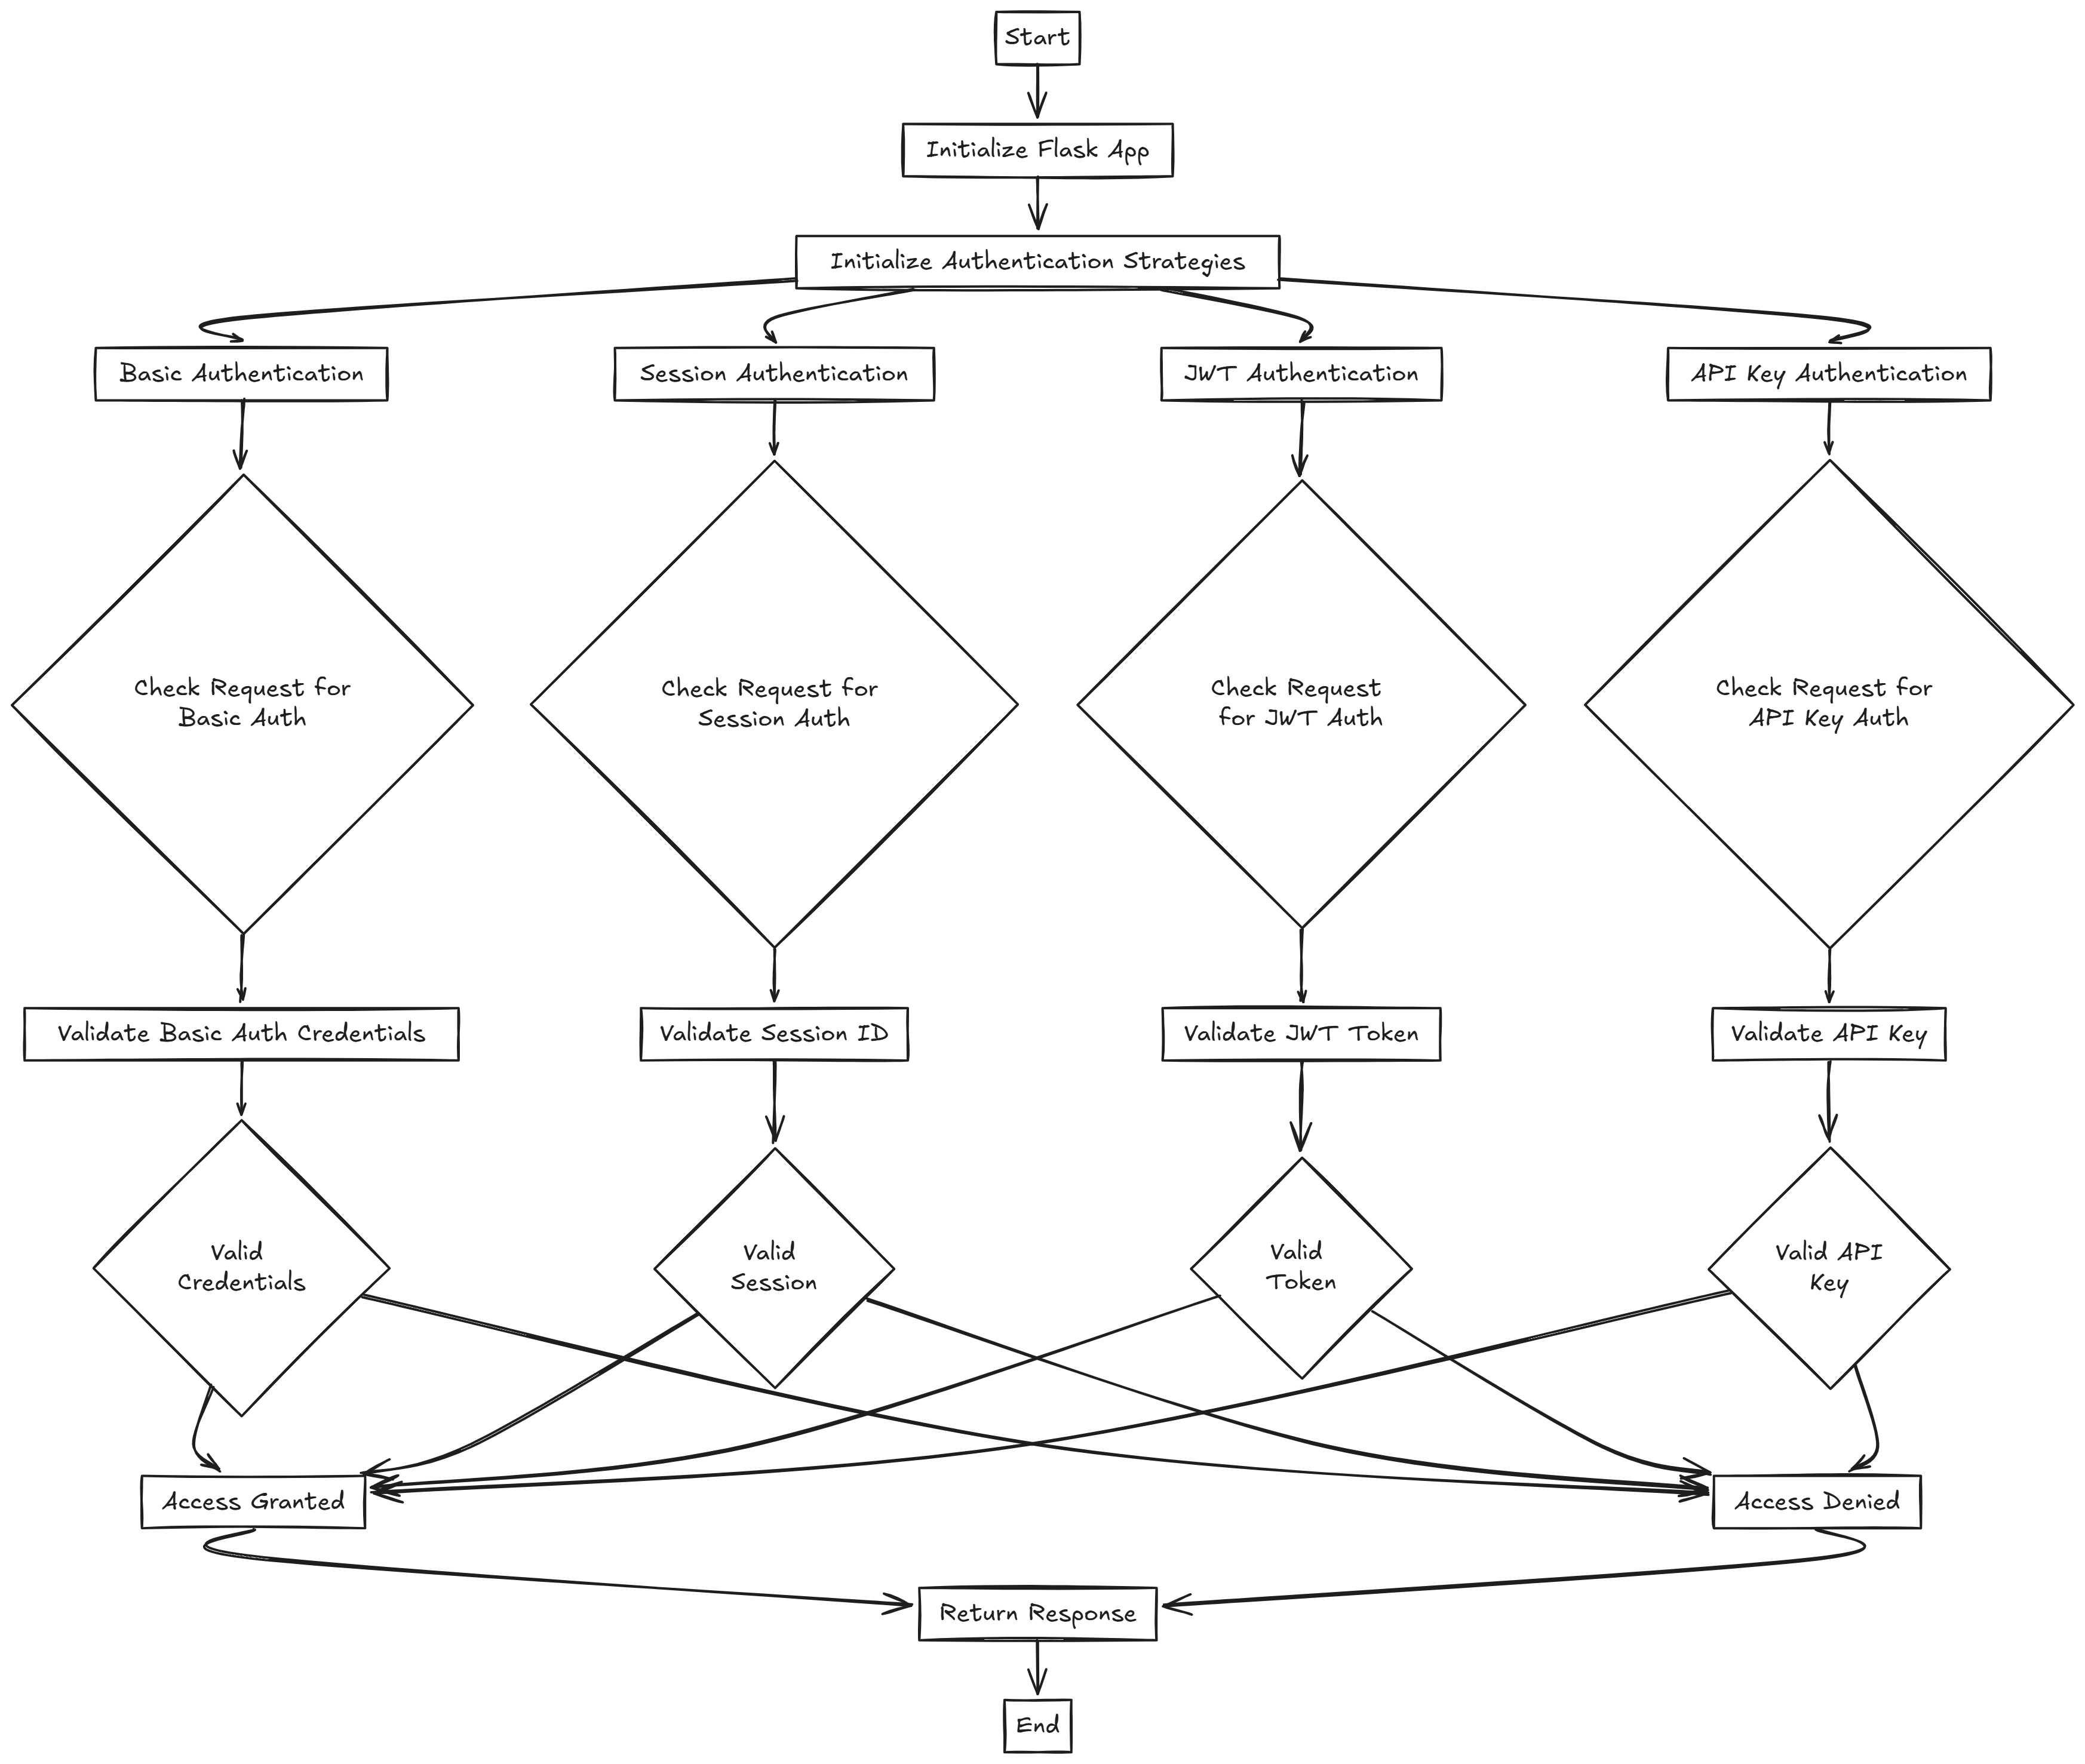 Start
Initialize Flask App
Initialize Authentication Strategies
Basic Authentication
Session Authentication
JWT Authentication
API Key Authentication
Check Request for
Basic Auth
Check Request for
Session Auth
Check Request
for JWT Auth
Check Request for
API Key Auth
Validate Basic Auth Credentials
Validate Session ID
Validate JWT Token
Validate API Key
Valid
Credentials
Valid
Session
Valid
Token
Valid API
Key
Access Granted
Access Denied
Return Response
End